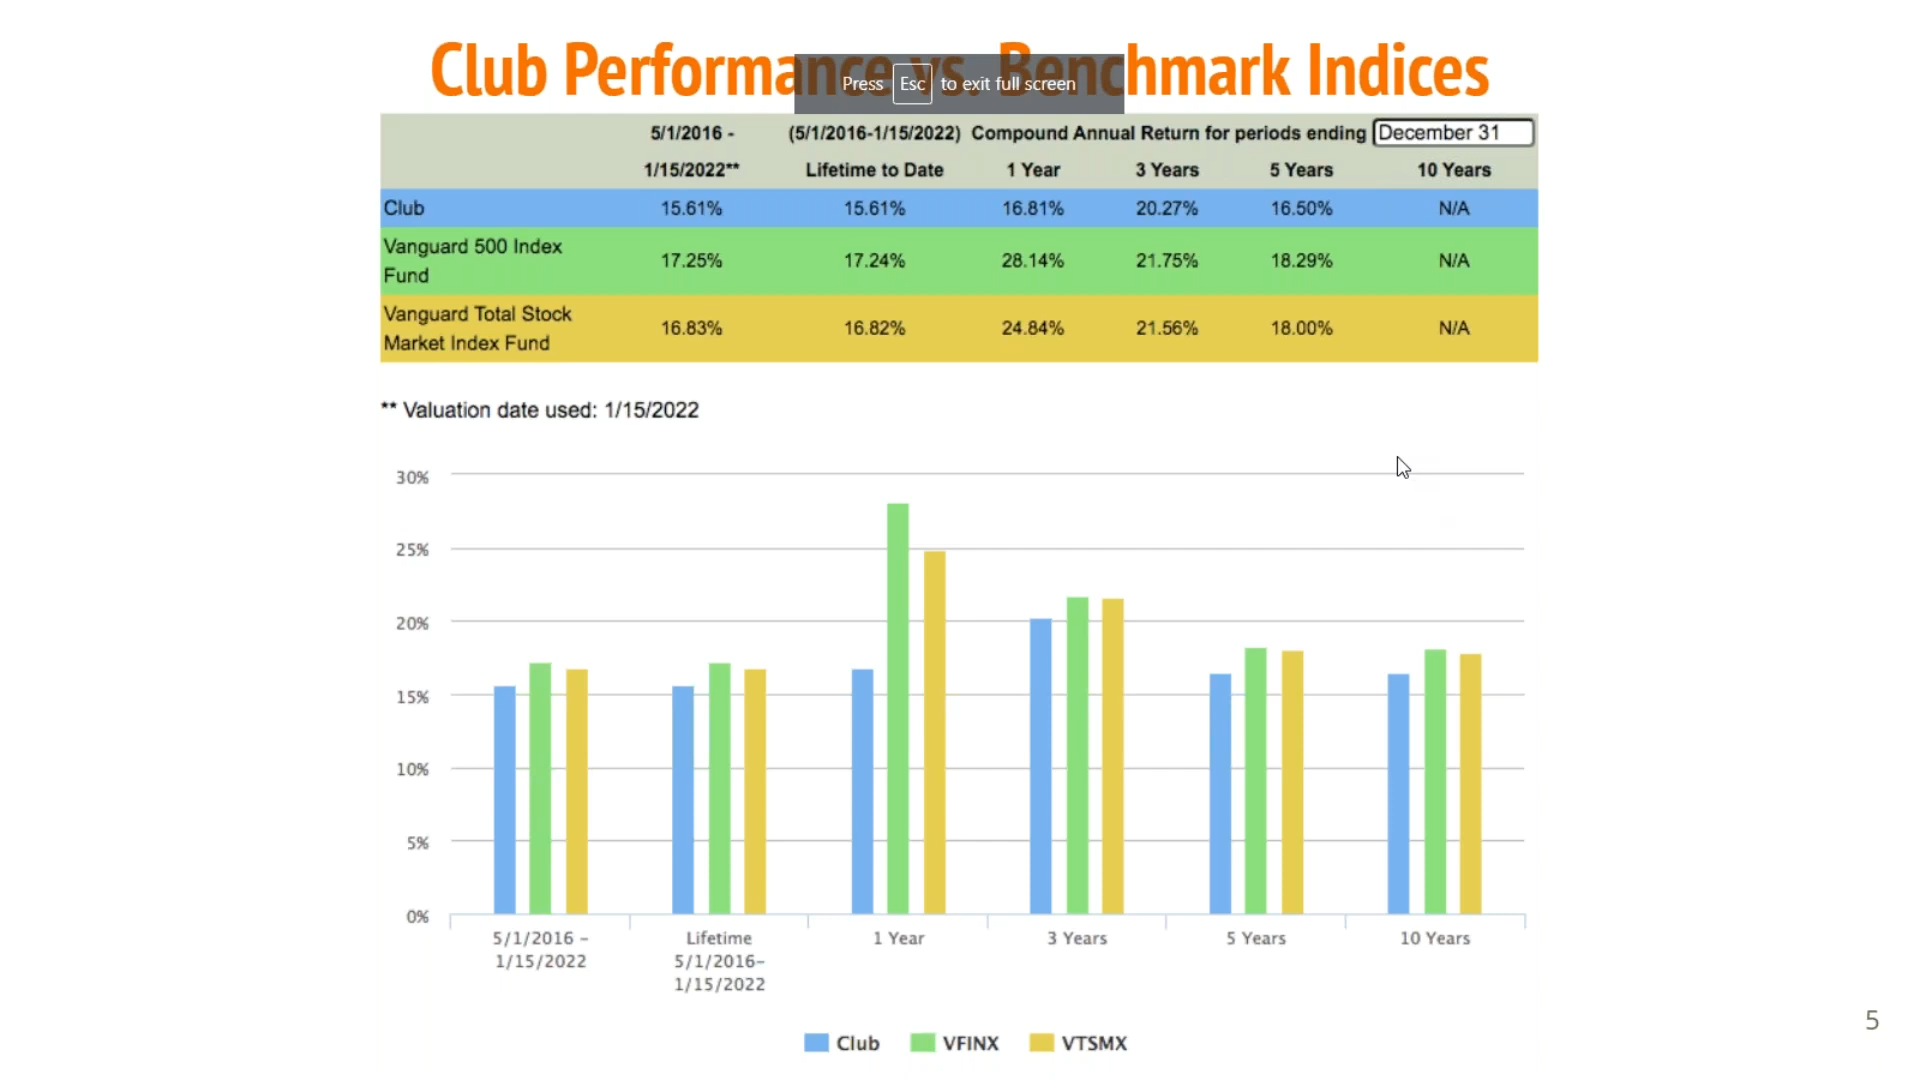 Club Performance vs. Benchmark Indices
Press Esc to exit full screen
5/1/2016 - (5/1/2016-1/15/2022) Compound Annual Return for periods ending December 31
1/15/2022** Lifetime to Date 1 Year 3 Years 5 Years 10 Years
Club 15.61% 15.61% 16.81% 20.27% 16.50% N/A
Vanguard 500 Index
Fund 17.25% 17.24% 28.14% 21.75% 18.29% N/A
Vanguard Total Stock
Market Index Fund 16.83% 16.82% 24.84% 21.56% 18.00% N/A
** Valuation date used: 1/15/2022
30%
25%
20%
15%
10%
5%
0%
5/1/2016 – Lifetime 1 Year 3 Years 5 Years 10 Years
1/15/2022 5/1/2016–
1/15/2022
Club VFINX VTSMX
5